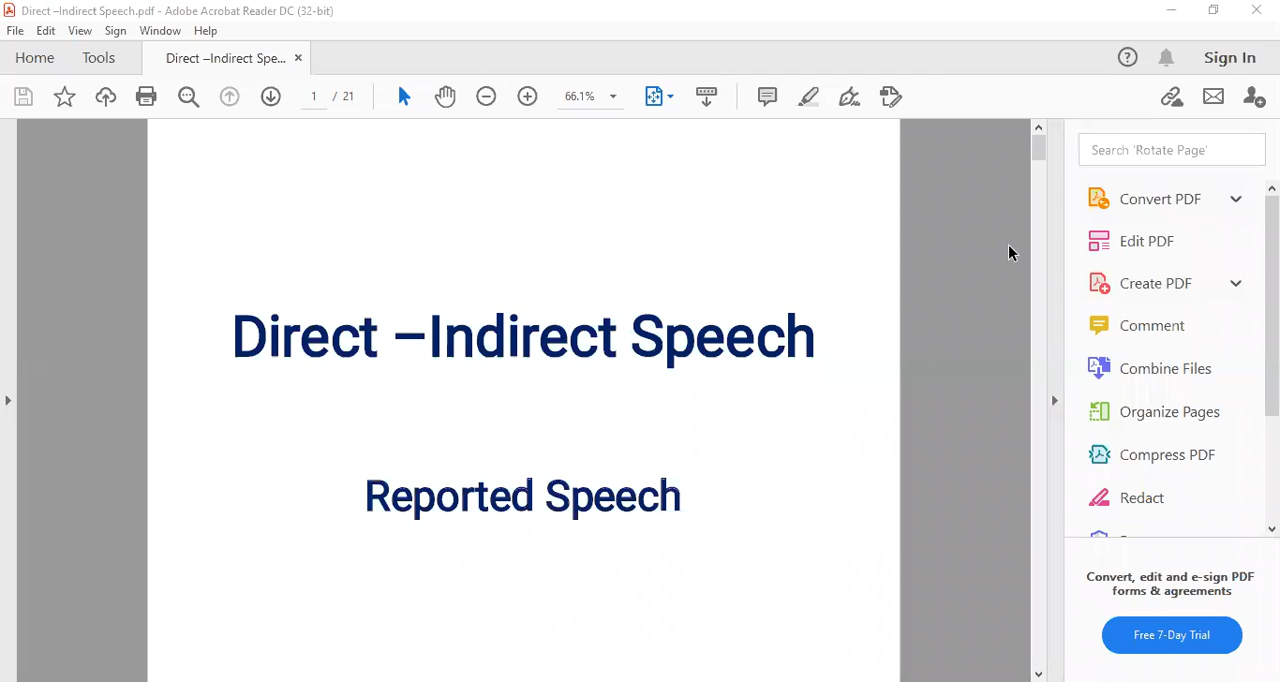 Direct –Indirect Speech.pdf - Adobe Acrobat Reader DC (32-bit)
File Edit View Sign Window Help
Home Tools Direct –Indirect Spe... × Sign In
1 / 21 66.1%
Search 'Rotate Page'
Convert PDF
Edit PDF
Create PDF
Comment
Combine Files
Organize Pages
Compress PDF
Redact
Convert, edit and e-sign PDF
forms & agreements
Free 7-Day Trial
Direct –Indirect Speech
Reported Speech